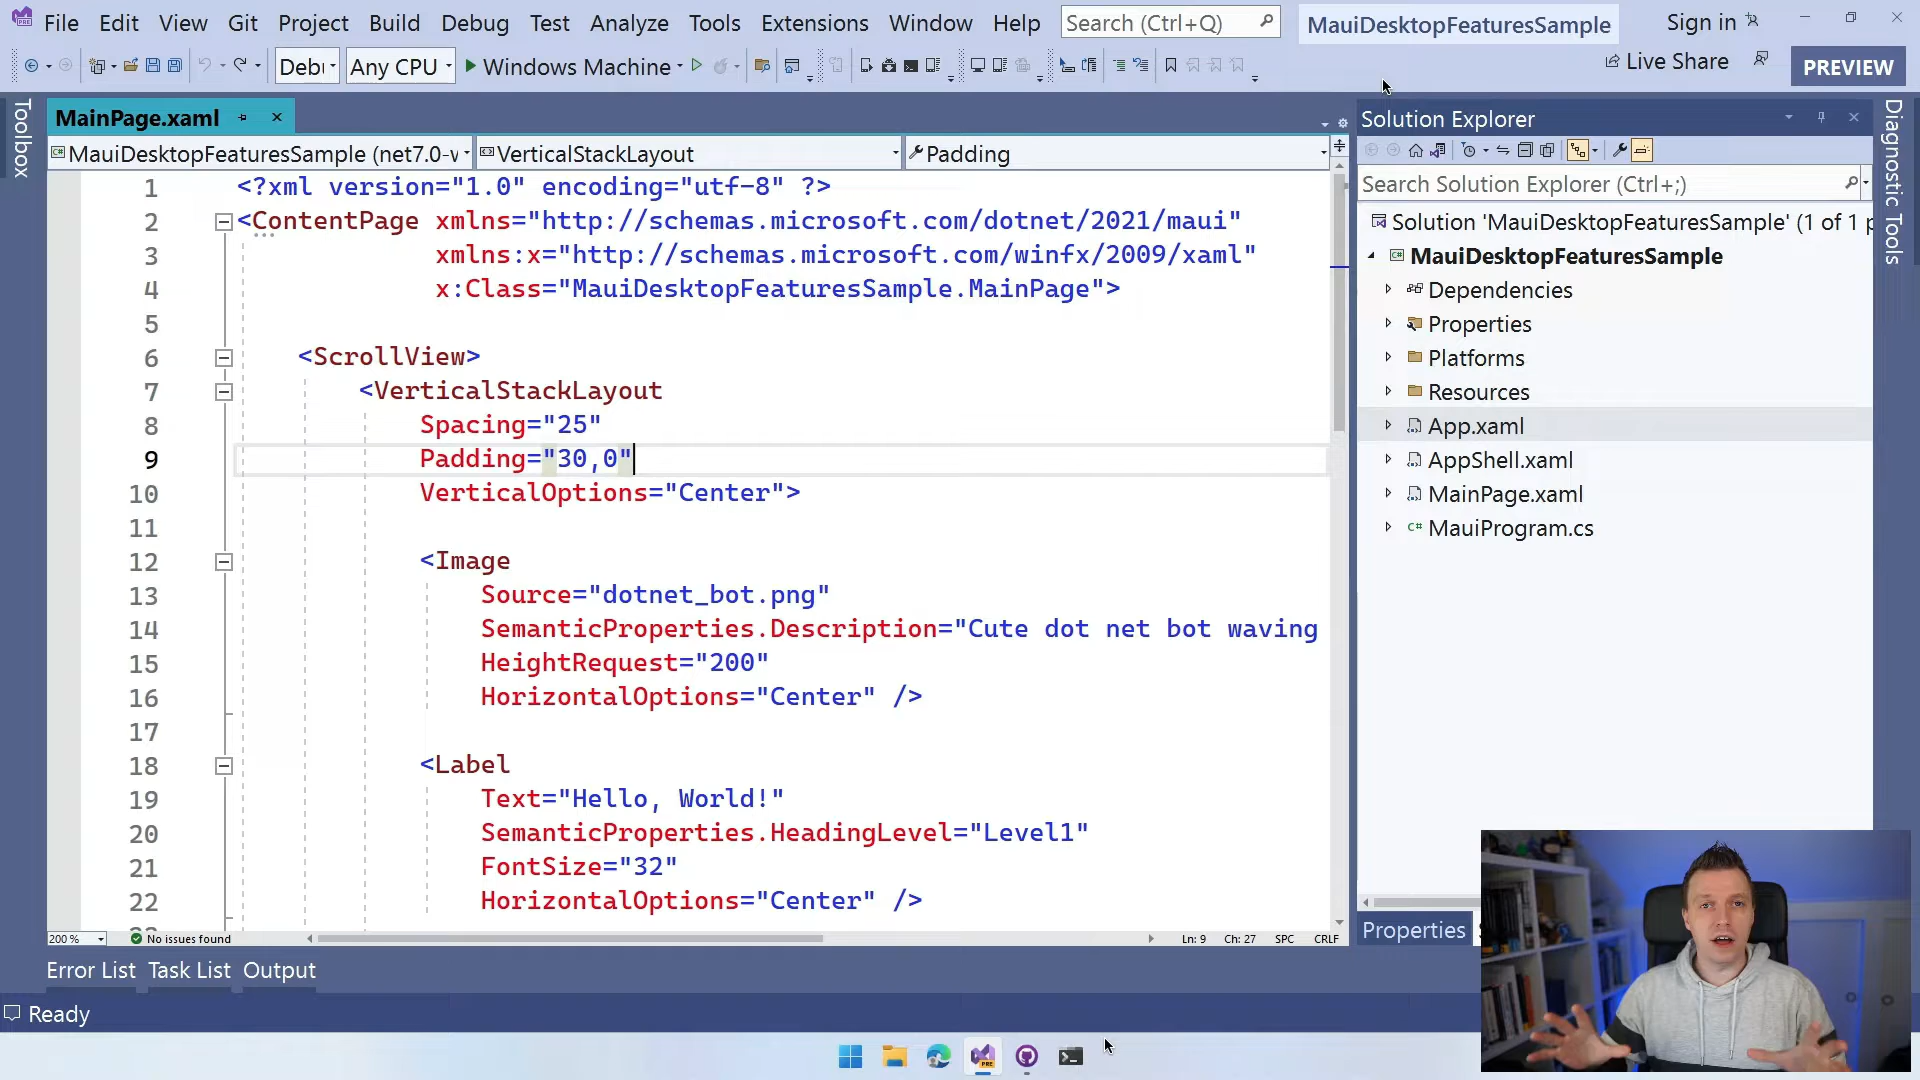 File Edit View Git Project Build Debug Test Analyze Tools Extensions Window Help Search (Ctrl+Q) MauiDesktopFeaturesSample Sign in
Debu Any CPU Windows Machine Live Share PREVIEW
Toolbox
MainPage.xaml
MauiDesktopFeaturesSample (net7.0-v VerticalStackLayout Padding
1 <?xml version="1.0" encoding="utf-8" ?>
2 <ContentPage xmlns="http://schemas.microsoft.com/dotnet/2021/maui"
3 xmlns:x="http://schemas.microsoft.com/winfx/2009/xaml"
4 x:Class="MauiDesktopFeaturesSample.MainPage">
5
6 <ScrollView>
7 <VerticalStackLayout
8 Spacing="25"
9 Padding="30,0"
10 VerticalOptions="Center">
11
12 <Image
13 Source="dotnet_bot.png"
14 SemanticProperties.Description="Cute dot net bot waving
15 HeightRequest="200"
16 HorizontalOptions="Center" />
17
18 <Label
19 Text="Hello, World!"
20 SemanticProperties.HeadingLevel="Level1"
21 FontSize="32"
22 HorizontalOptions="Center" />
200 % No issues found Ln: 9 Ch: 27 SPC CRLF
Solution Explorer
Search Solution Explorer (Ctrl+;)
Solution 'MauiDesktopFeaturesSample' (1 of 1 p
MauiDesktopFeaturesSample
Dependencies
Properties
Platforms
Resources
App.xaml
AppShell.xaml
MainPage.xaml
MauiProgram.cs
Properties
Diagnostic Tools
Error List Task List Output
Ready